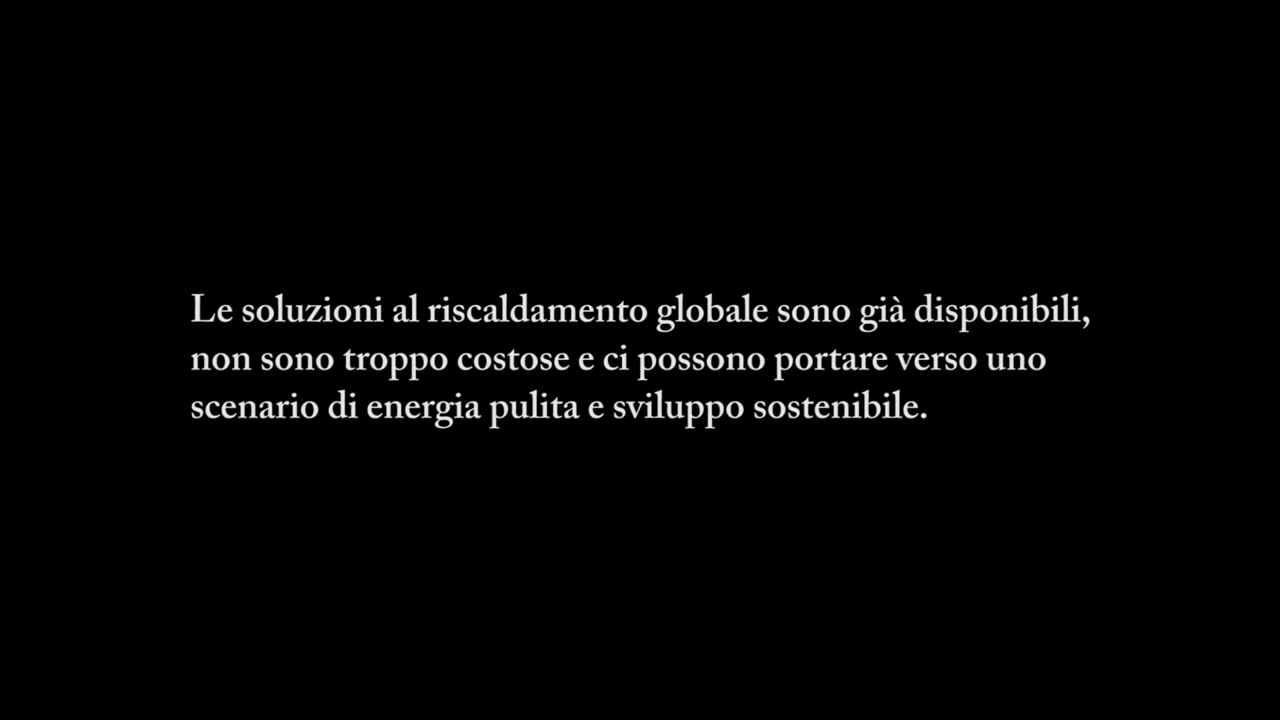 Le soluzioni al riscaldamento globale sono già disponibili,
non sono troppo costose e ci possono portare verso uno
scenario di energia pulita e sviluppo sostenibile.